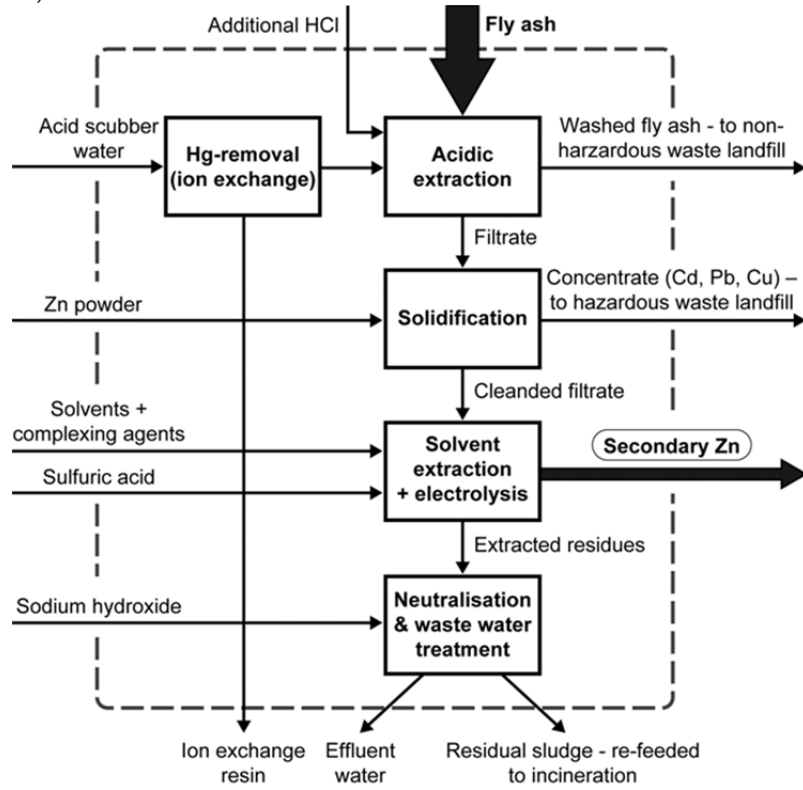 Additional HCl
Fly ash
Acid scubber
water
Hg-removal
(ion exchange)
Acidic
extraction
Washed fly ash - to non-
harzardous waste landfill
Filtrate
Zn powder
Solidification
Concentrate (Cd, Pb, Cu) –
to hazardous waste landfill
Cleanded filtrate
Solvents +
complexing agents
Sulfuric acid
Solvent
extraction
+ electrolysis
Secondary Zn
Extracted residues
Sodium hydroxide
Neutralisation
& waste water
treatment
Ion exchange
resin
Effluent
water
Residual sludge - re-feeded
to incineration